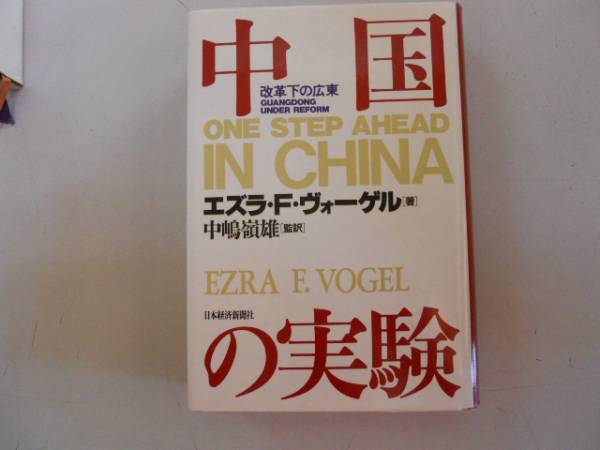 中国
改革下の広東
GUANGDONG
UNDER REFORM
ONE STEP AHEAD
IN CHINA
エズラ・F・ヴォーゲル[著]
中嶋嶺雄[監訳]
EZRA F. VOGEL
日本経済新聞社
の実験